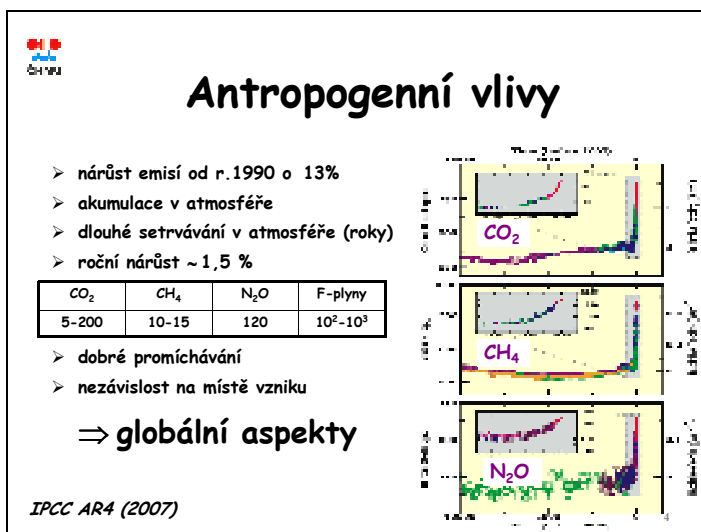 Antropogenní vlivy
➢ nárůst emisí od r.1990 o 13%
➢ akumulace v atmosféře
➢ dlouhé setrvávání v atmosféře (roky)
➢ roční nárůst ~ 1,5 %
CO₂ CH₄ N₂O F-plyny
5-200 10-15 120 10²-10³
➢ dobré promíchávání
➢ nezávislost na místě vzniku
⇒ globální aspekty
IPCC AR4 (2007)
CO₂
CH₄
N₂O